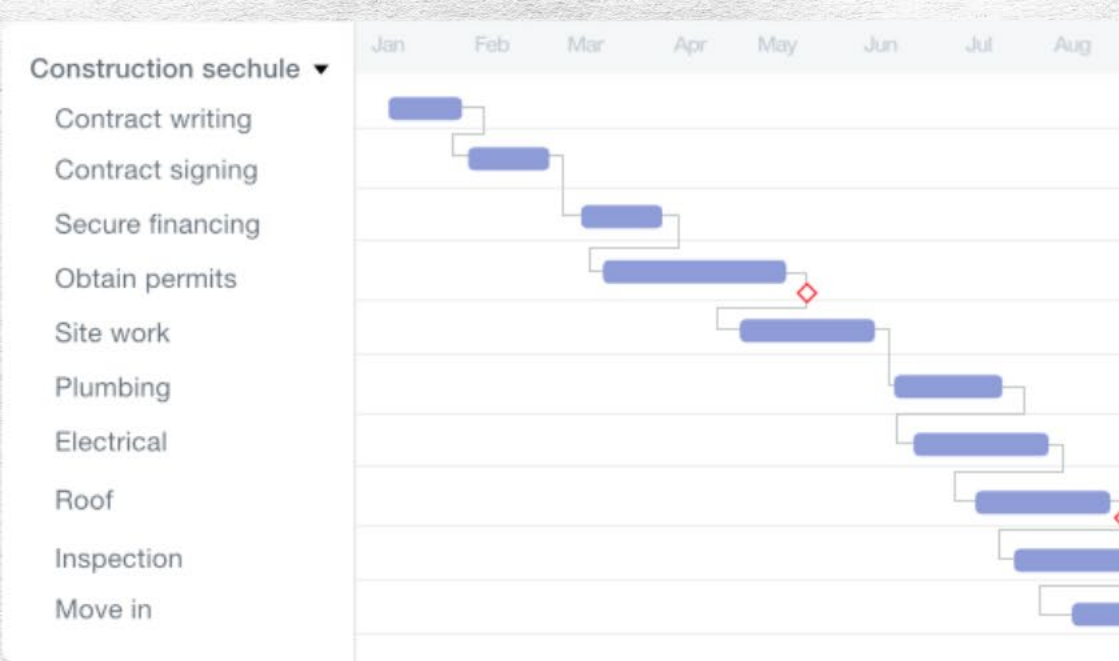 Jan Feb Mar Apr May Jun Jul Aug
Construction sechule
Contract writing
Contract signing
Secure financing
Obtain permits
Site work
Plumbing
Electrical
Roof
Inspection
Move in